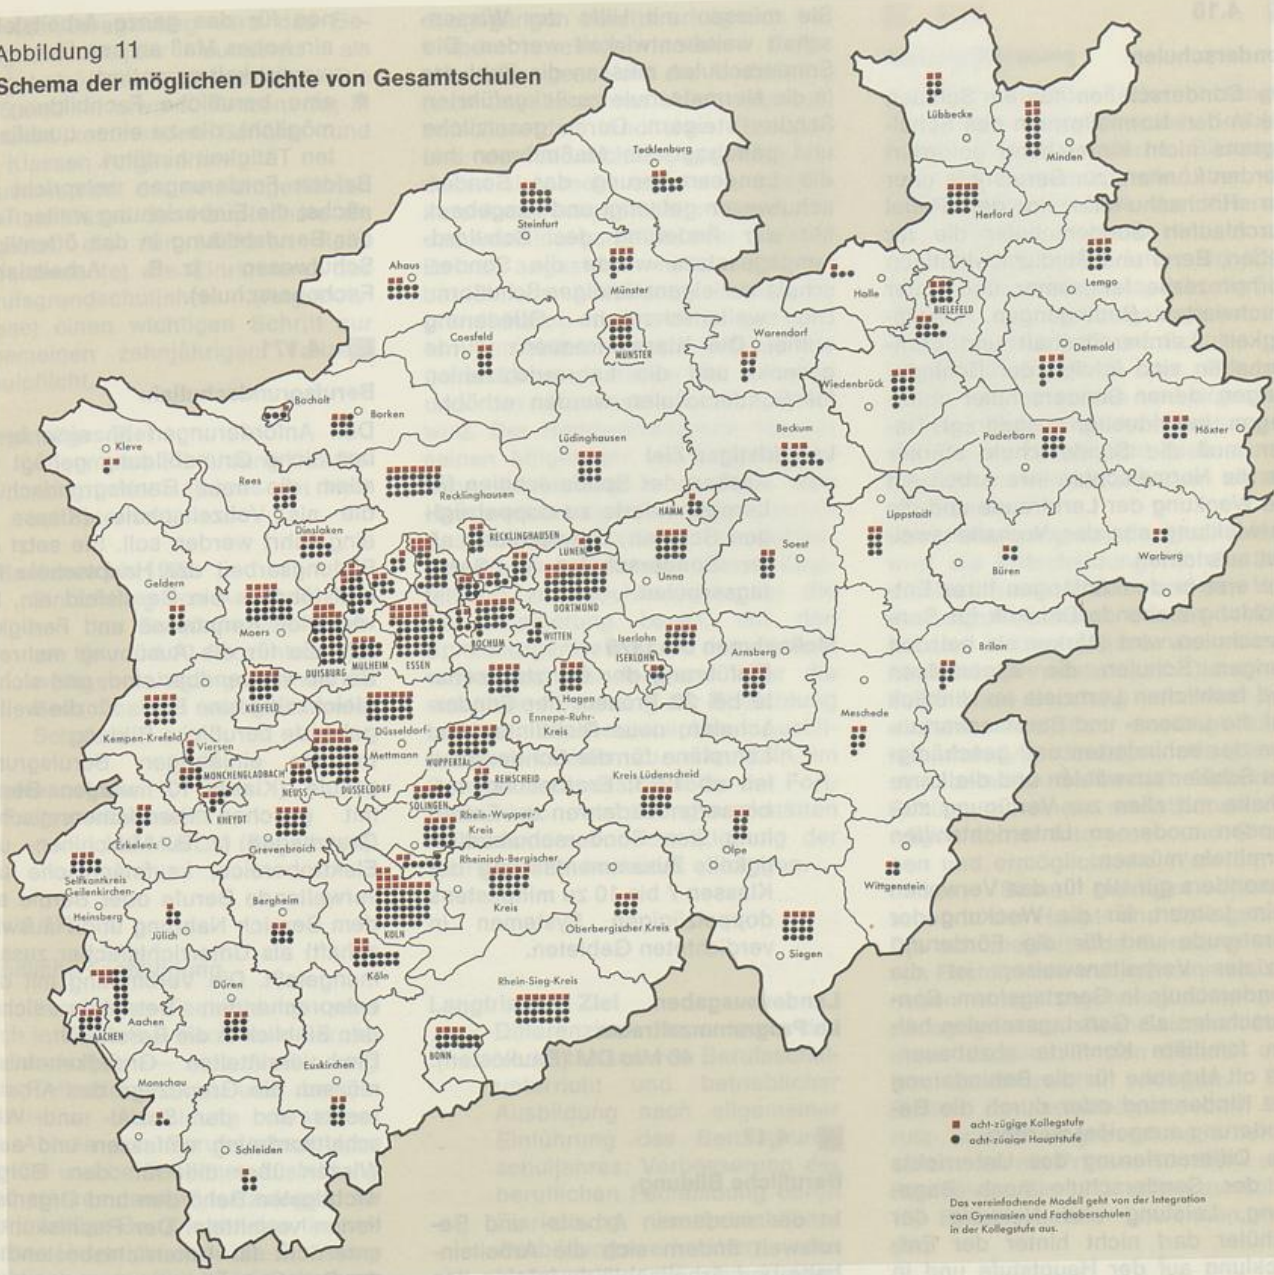 Abbildung 11
Schema der möglichen Dichte von Gesamtschulen
Lübbecke
Minden
Tecklenburg
Herford
Steinfurt
Ahaus
Münster
Halle
Lemgo
BIELEFELD
Coesfeld
MÜNSTER
Warendorf
Detmold
Wiedenbrück
Bocholt
Borken
Kleve
Lüdinghausen
Beckum
Paderborn
Höxter
Rees
Recklinghausen
HAMM
Lippstadt
Dinslaken
RECKLINGHAUSEN
LÜNEN
Soest
Warburg
Büren
Geldern
Unna
DORTMUND
Moers
BOCHUM
WITTEN
Iserlohn
ISERLOHN
Arnsberg
Brilon
DUISBURG
MÜLHEIM
ESSEN
KREFELD
Hagen
Ennepe-Ruhr-
Kreis
Meschede
Kempen-Krefeld
Viersen
Düsseldorf-
Mettmann
WUPPERTAL
MÖNCHENGLADBACH
NEUSS
DÜSSELDORF
REMSCHEID
Kreis Lüdenscheid
SOLINGEN
RHEYDT
Rhein-Wupper-
Kreis
Erkelenz
Grevenbroich
Olpe
Rheinisch-Bergischer
Kreis
Selfkantkreis
Geilenkirchen-
Heinsberg
Wittgenstein
Bergheim
Jülich
KÖLN
Oberbergischer Kreis
Siegen
Köln
Düren
Rhein-Sieg-Kreis
Aachen
AACHEN
BONN
Euskirchen
Monschau
Schleiden
acht-zügige Kollegstufe
acht-zügige Hauptstufe
Das vereinfachende Modell geht von der Integration
von Gymnasien und Fachoberschulen
in der Kollegstufe aus.